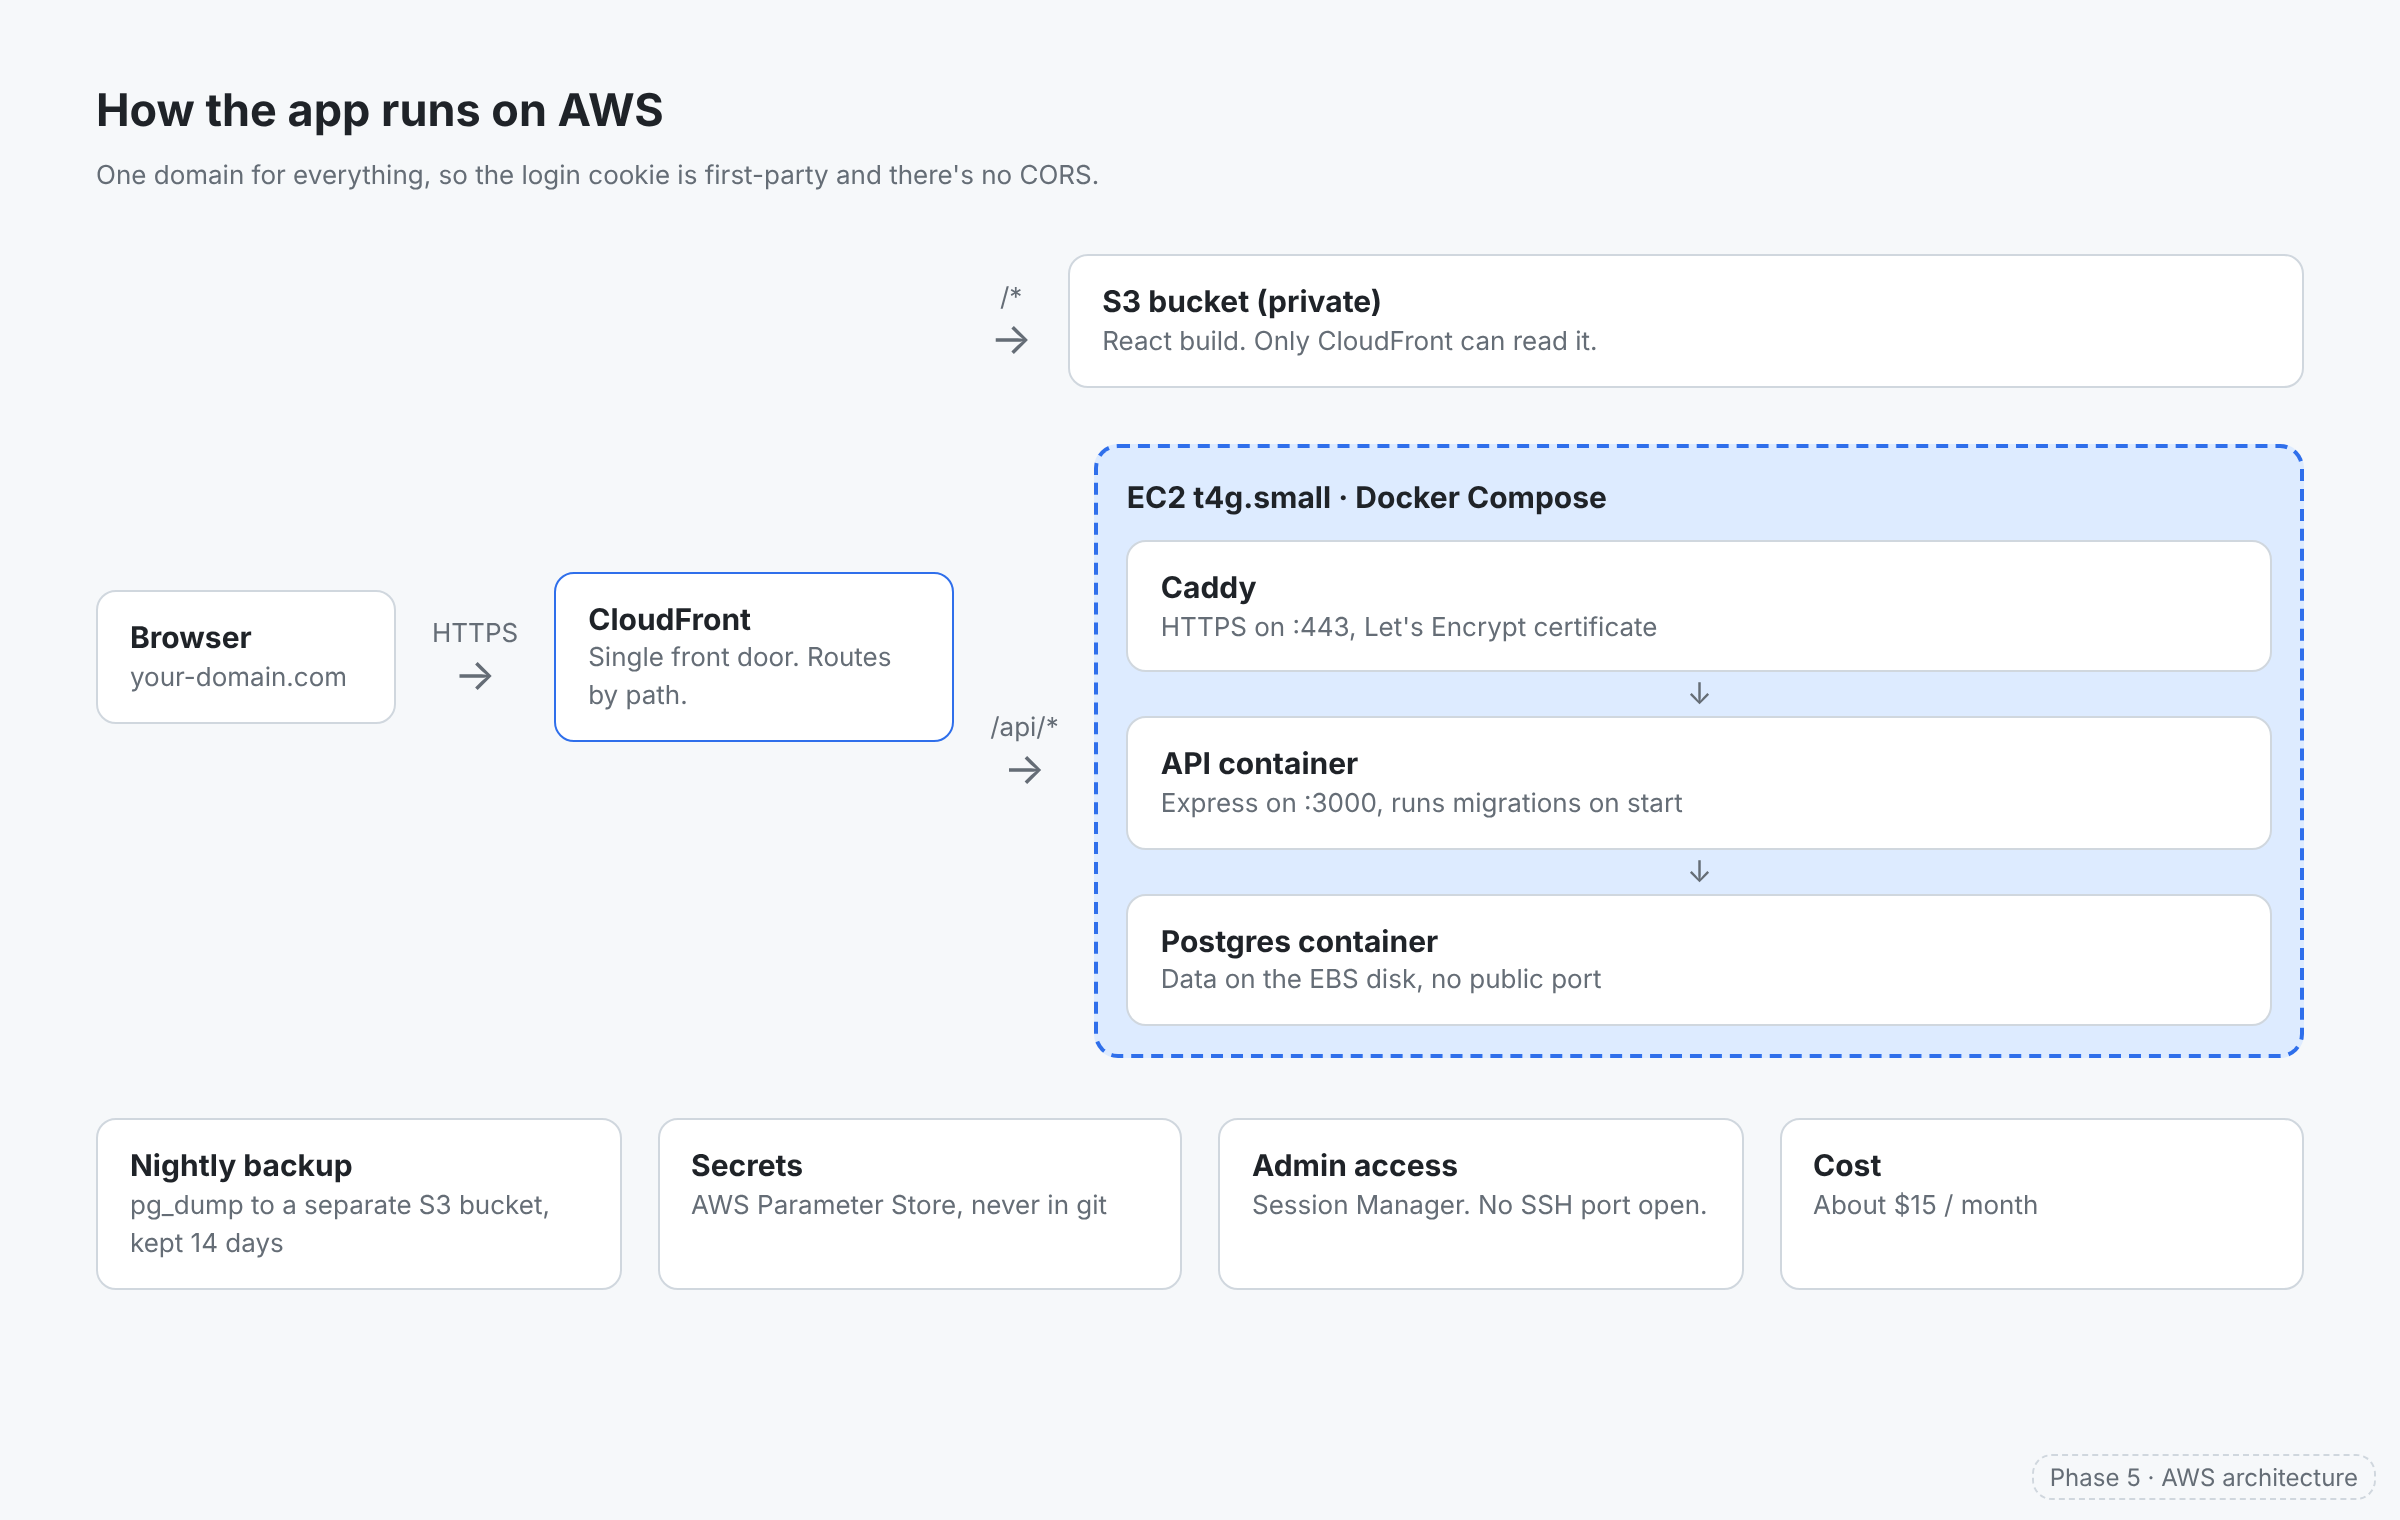 How the app runs on AWS
One domain for everything, so the login cookie is first-party and there's no CORS.
/*
→
S3 bucket (private)
React build. Only CloudFront can read it.
Browser
your-domain.com
HTTPS
→
CloudFront
Single front door. Routes
by path.
/api/*
→
EC2 t4g.small · Docker Compose
Caddy
HTTPS on :443, Let's Encrypt certificate
↓
API container
Express on :3000, runs migrations on start
↓
Postgres container
Data on the EBS disk, no public port
Nightly backup
pg_dump to a separate S3 bucket,
kept 14 days
Secrets
AWS Parameter Store, never in git
Admin access
Session Manager. No SSH port open.
Cost
About $15 / month
Phase 5 · AWS architecture